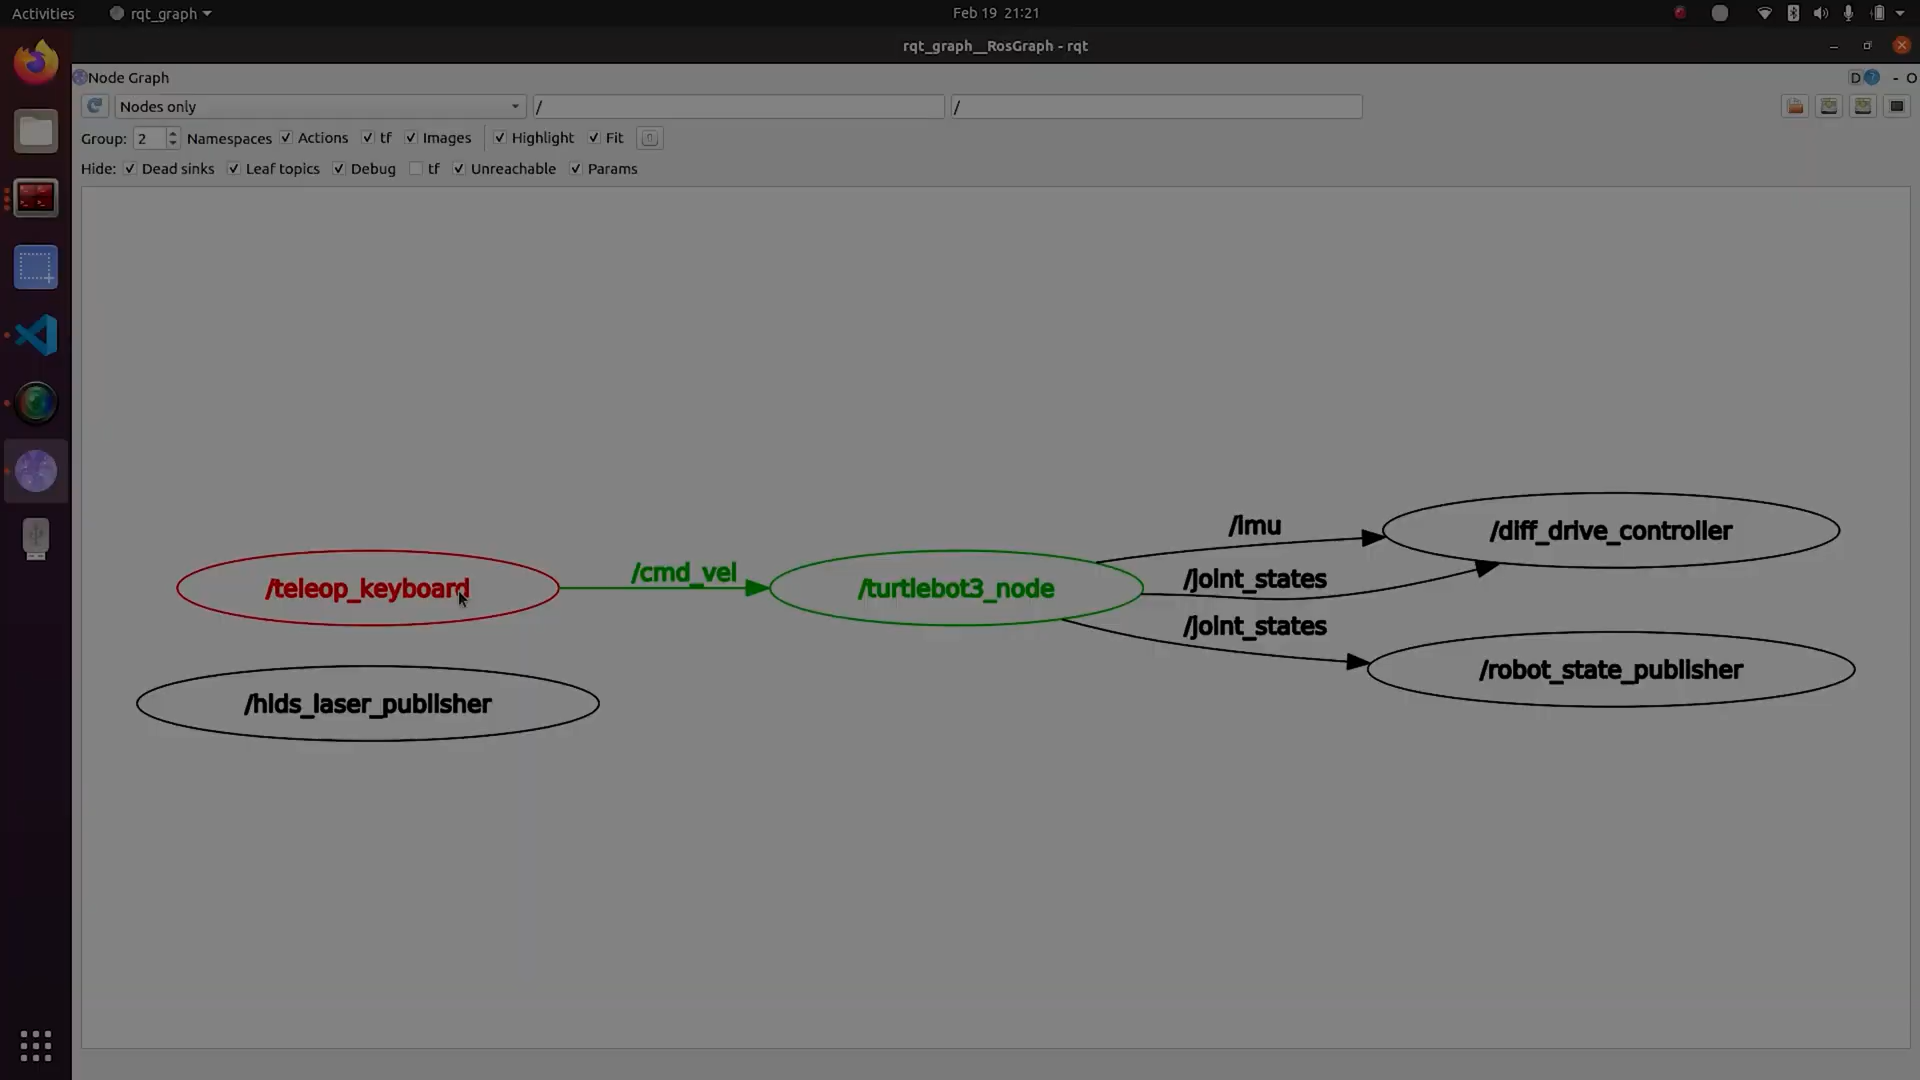 Activities rqt_graph Feb 19 21:21
rqt_graph__RosGraph - rqt
Node Graph D - O
Nodes only / /
Group: 2 Namespaces Actions tf Images Highlight Fit
Hide: Dead sinks Leaf topics Debug tf Unreachable Params
/Imu /diff_drive_controller
/teleop_keyboard /cmd_vel /turtlebot3_node /joint_states
/joint_states
/robot_state_publisher
/hlds_laser_publisher